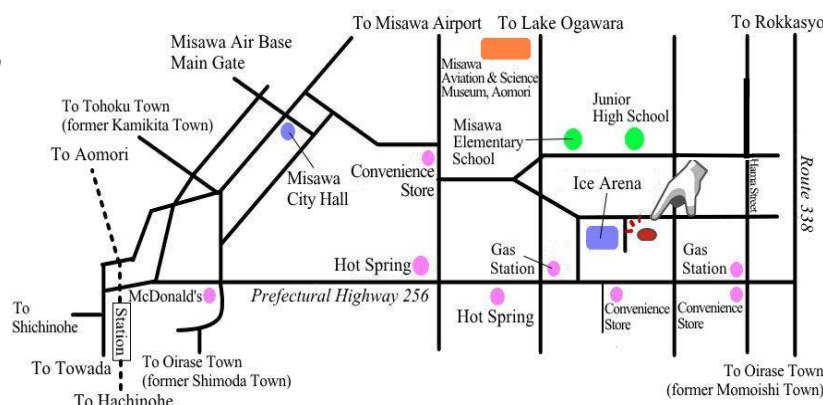 To Misawa Airport
To Lake Ogawara
To Rokkasyo
Misawa Air Base
Main Gate
Misawa
Aviation & Science
Museum, Aomori
To Tohoku Town
(former Kamikita Town)
Junior
High School
Misawa
Elementary
School
To Aomori
Convenience
Store
Misawa
City Hall
Ice Arena
Hama Street
Route 338
Hot Spring
Gas
Station
Gas
Station
McDonald's
Prefectural Highway 256
Hot Spring
Convenience
Store
Convenience
Store
To
Shichinohe
Station
To Towada
To Oirase Town
(former Shimoda Town)
To Oirase Town
(former Momoishi Town)
To Hachinohe